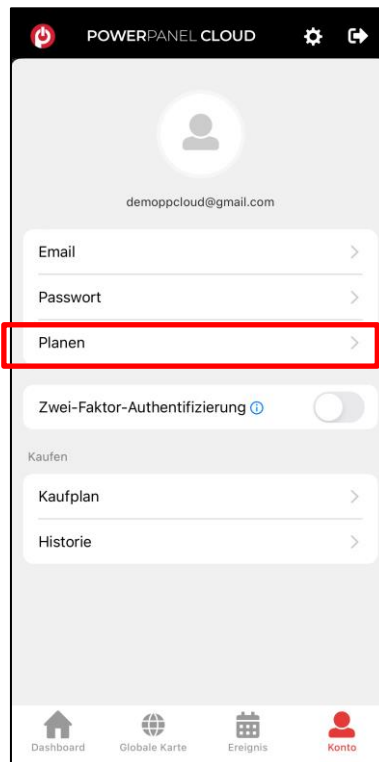 POWERPANEL CLOUD
demoppcloud@gmail.com
Email
Passwort
Planen
Zwei-Faktor-Authentifizierung
Kaufen
Kaufplan
Historie
Dashboard Globale Karte Ereignis Konto